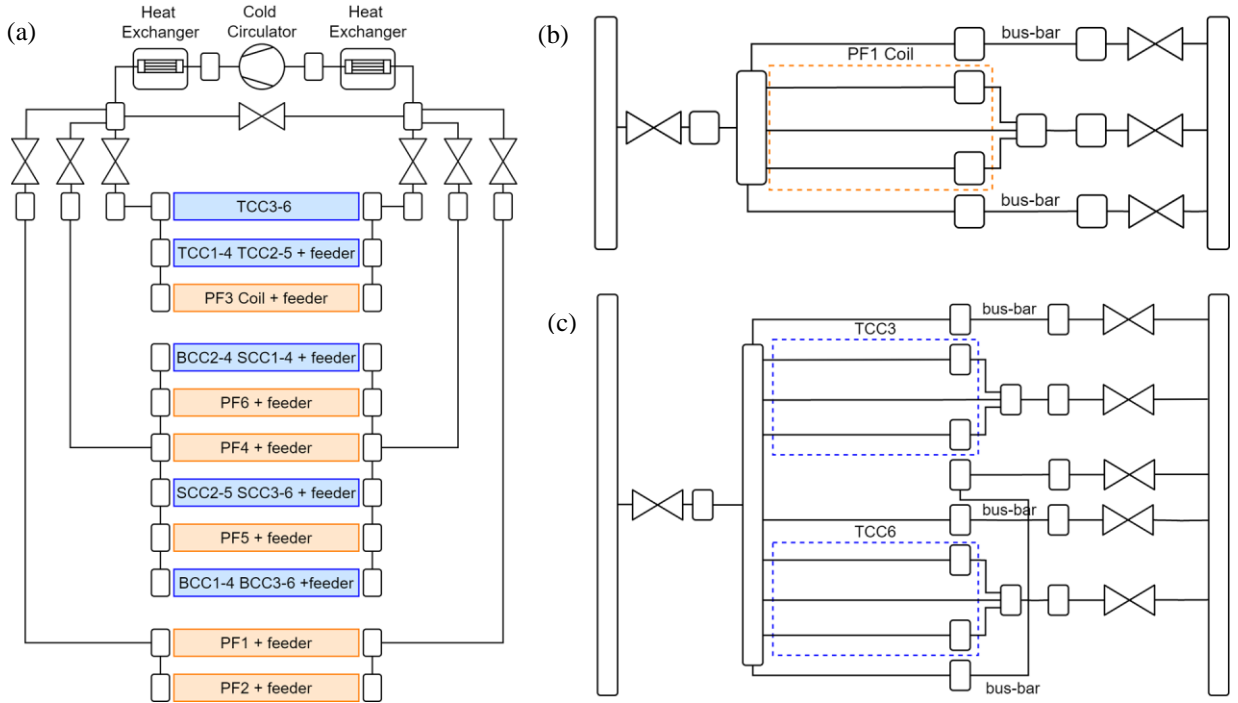 (a)
Heat
Exchanger
Cold
Circulator
Heat
Exchanger
TCC3-6
TCC1-4 TCC2-5 + feeder
PF3 Coil + feeder
BCC2-4 SCC1-4 + feeder
PF6 + feeder
PF4 + feeder
SCC2-5 SCC3-6 + feeder
PF5 + feeder
BCC1-4 BCC3-6 +feeder
PF1 + feeder
PF2 + feeder
(b)
bus-bar
PF1 Coil
bus-bar
(c)
bus-bar
TCC3
bus-bar
TCC6
bus-bar